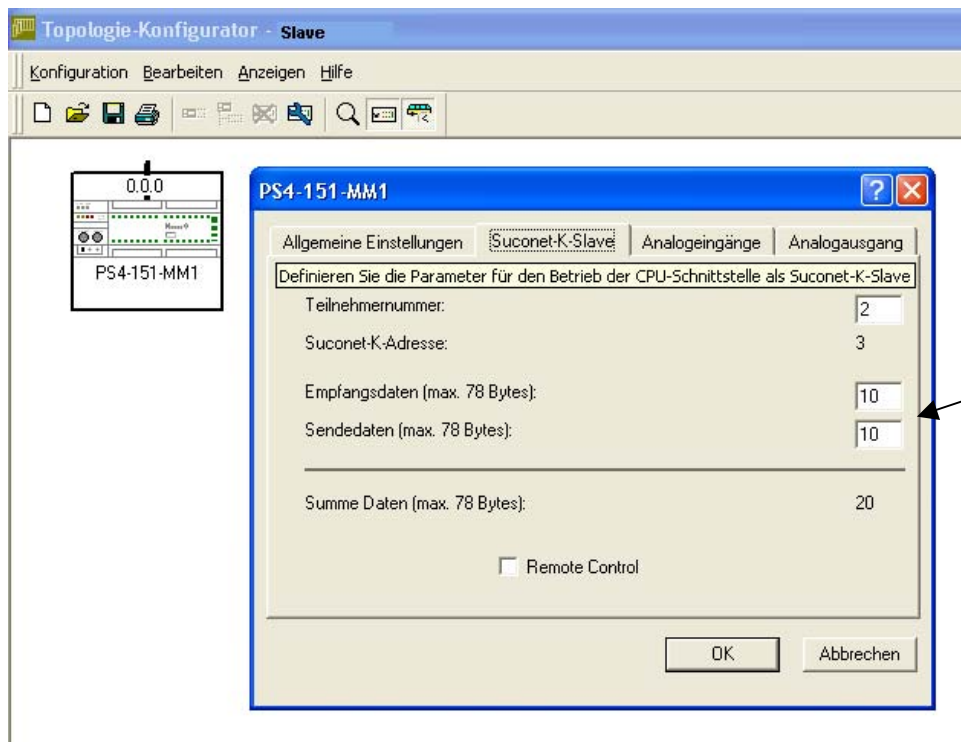 Topologie-Konfigurator - Slave
Konfiguration Bearbeiten Anzeigen Hilfe
0.0.0
PS4-151-MM1
PS4-151-MM1
Allgemeine Einstellungen Suconet-K-Slave Analogeingänge Analogausgang
Definieren Sie die Parameter für den Betrieb der CPU-Schnittstelle als Suconet-K-Slave
Teilnehmernummer: 2
Suconet-K-Adresse: 3
Empfangsdaten (max. 78 Bytes): 10
Sendedaten (max. 78 Bytes): 10
Summe Daten (max. 78 Bytes): 20
Remote Control
OK Abbrechen